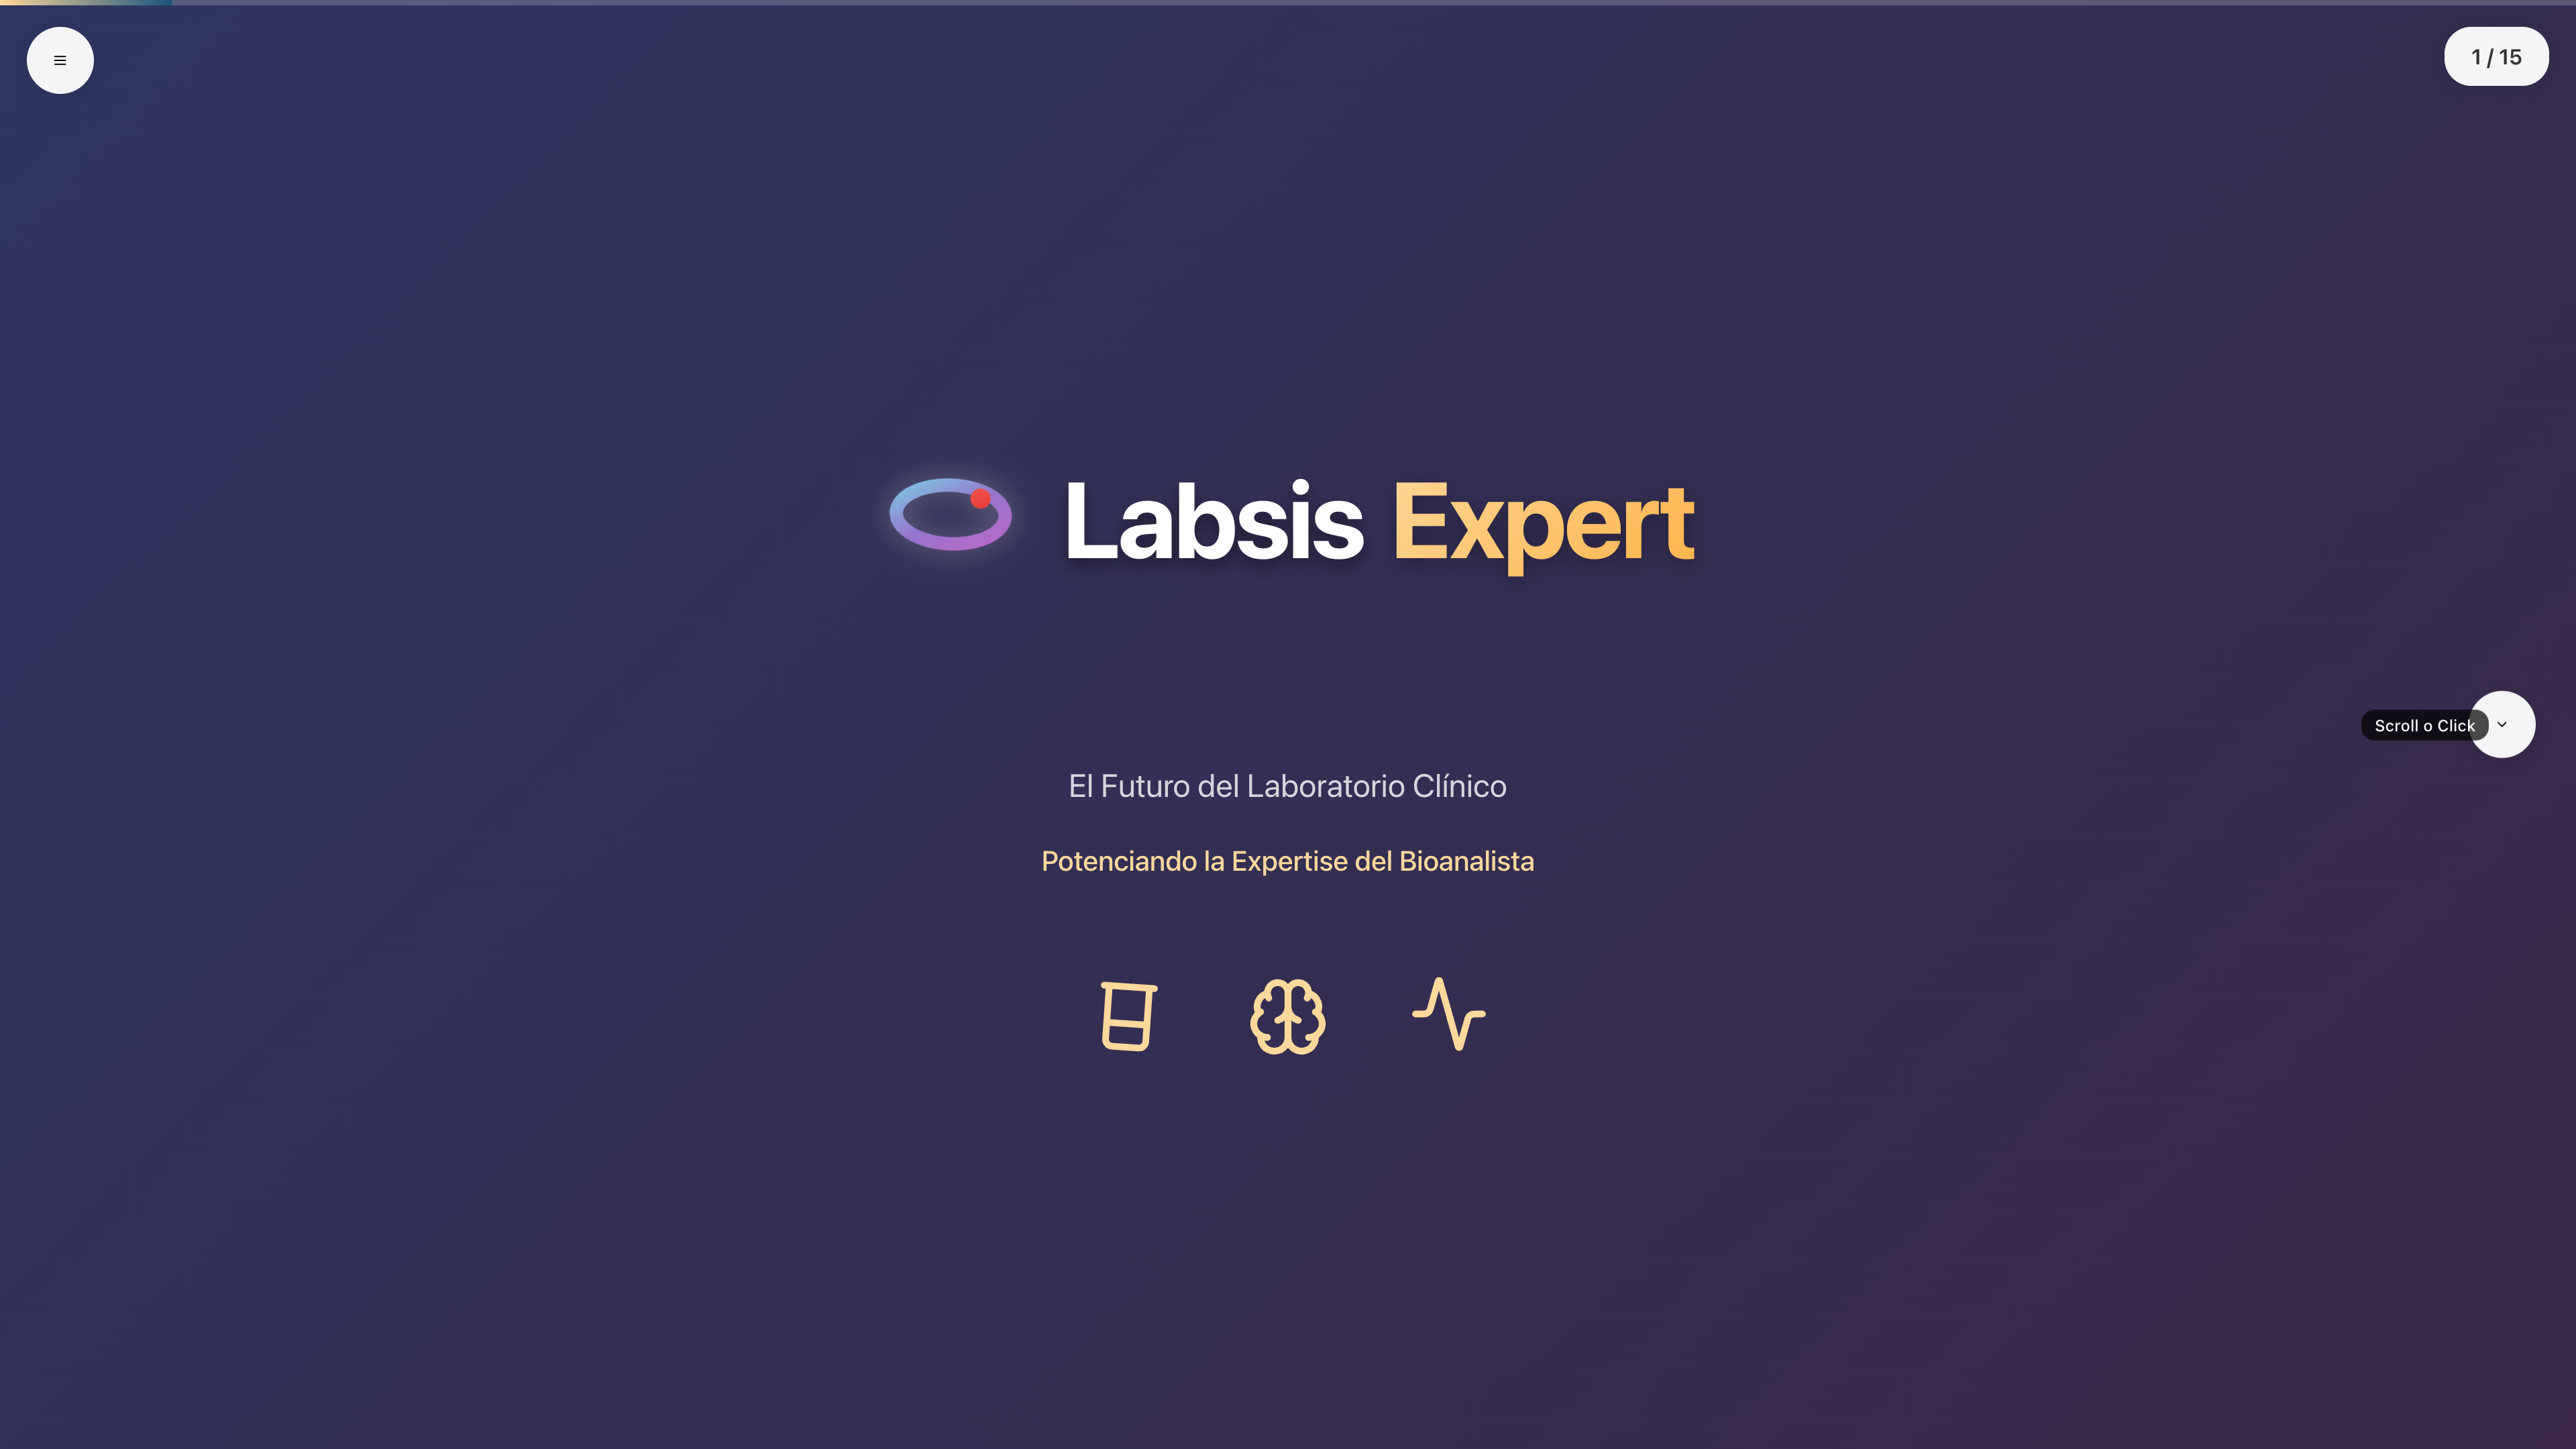 1 / 15
Labsis Expert
Scroll o Click
El Futuro del Laboratorio Clínico
Potenciando la Expertise del Bioanalista